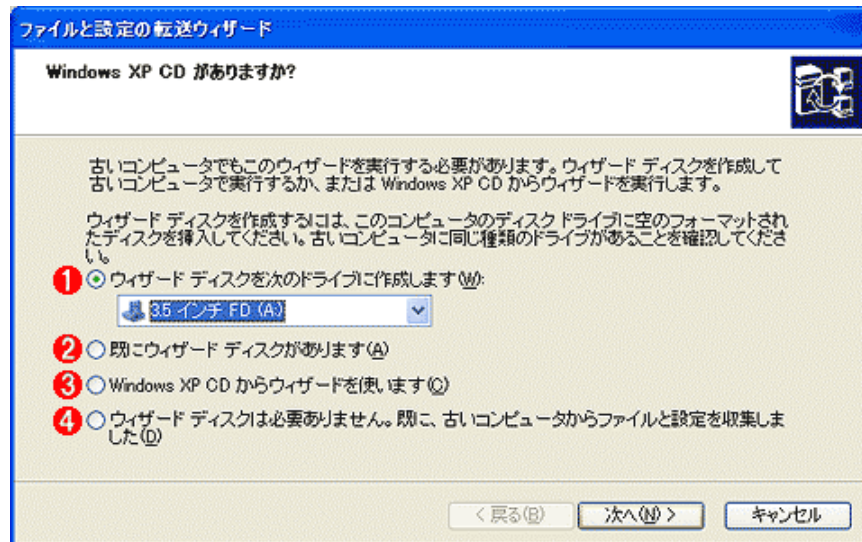 ファイルと設定の転送ウィザード
Windows XP CD がありますか?
古いコンピュータでもこのウィザードを実行する必要があります。ウィザード ディスクを作成して
古いコンピュータで実行するか、または Windows XP CD からウィザードを実行します。
ウィザード ディスクを作成するには、このコンピュータのディスク ドライブに空のフォーマットされ
たディスクを挿入してください。古いコンピュータに同じ種類のドライブがあることを確認してくださ
い。
1 ウィザード ディスクを次のドライブに作成します(W):
3.5 インチ FD (A:)
2 既にウィザード ディスクがあります(A)
3 Windows XP CD からウィザードを使います(C)
4 ウィザード ディスクは必要ありません。既に、古いコンピュータからファイルと設定を収集しま
した(D)
< 戻る(B) 次へ(N) > キャンセル